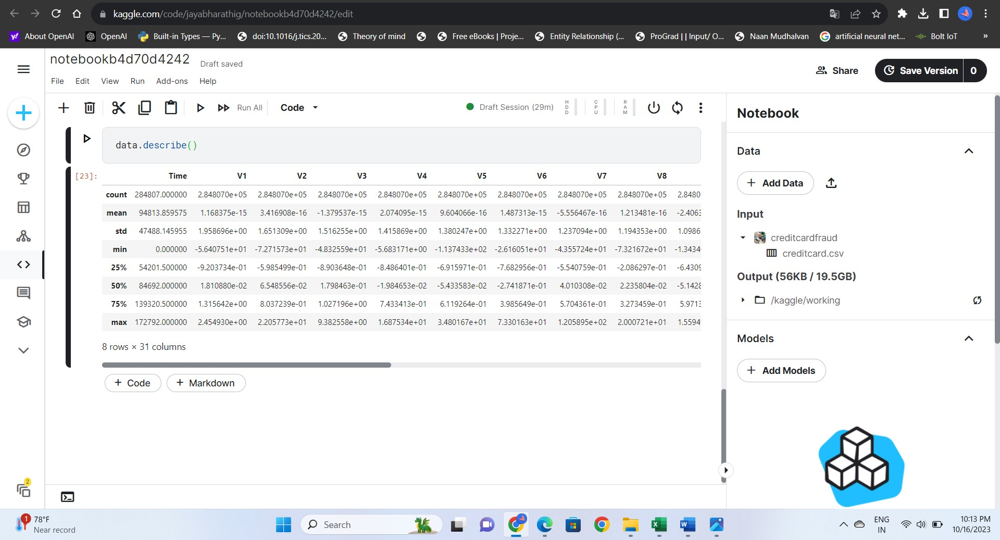 kaggle.com/code/jayabharathig/notebookb4d70d4242/edit
About OpenAI OpenAI Built-in Types — Py... doi:10.1016/j.tics.20... Theory of mind Free eBooks | Proje... Entity Relationship (... ProGrad | | Input/ O... Naan Mudhalvan artificial neural net... Bolt IoT »
notebookb4d70d4242 Draft saved
File Edit View Run Add-ons Help
Share
Save Version 0
Run All Code Draft Session (29m) HDD CPU RAM
data.describe()
[23]:
Time V1 V2 V3 V4 V5 V6 V7 V8
count 284807.000000 2.848070e+05 2.848070e+05 2.848070e+05 2.848070e+05 2.848070e+05 2.848070e+05 2.848070e+05 2.848070e+05 2.8480
mean 94813.859575 1.168375e-15 3.416908e-16 -1.379537e-15 2.074095e-15 9.604066e-16 1.487313e-15 -5.556467e-16 1.213481e-16 -2.4063
std 47488.145955 1.958696e+00 1.651309e+00 1.516255e+00 1.415869e+00 1.380247e+00 1.332271e+00 1.237094e+00 1.194353e+00 1.0986
min 0.000000 -5.640751e+01 -7.271573e+01 -4.832559e+01 -5.683171e+00 -1.137433e+02 -2.616051e+01 -4.355724e+01 -7.321672e+01 -1.3434
25% 54201.500000 -9.203734e-01 -5.985499e-01 -8.903648e-01 -8.486401e-01 -6.915971e-01 -7.682956e-01 -5.540759e-01 -2.086297e-01 -6.4309
50% 84692.000000 1.810880e-02 6.548556e-02 1.798463e-01 -1.984653e-02 -5.433583e-02 -2.741871e-01 4.010308e-02 2.235804e-02 -5.1428
75% 139320.500000 1.315642e+00 8.037239e-01 1.027196e+00 7.433413e-01 6.119264e-01 3.985649e-01 5.704361e-01 3.273459e-01 5.9713
max 172792.000000 2.454930e+00 2.205773e+01 9.382558e+00 1.687534e+01 3.480167e+01 7.330163e+01 1.205895e+02 2.000721e+01 1.5594
8 rows × 31 columns
+ Code + Markdown
Notebook
Data
+ Add Data
Input
creditcardfraud
creditcard.csv
Output (56KB / 19.5GB)
/kaggle/working
Models
+ Add Models
2
1
78°F
Near record
Search
ENG
IN
10:13 PM
10/16/2023